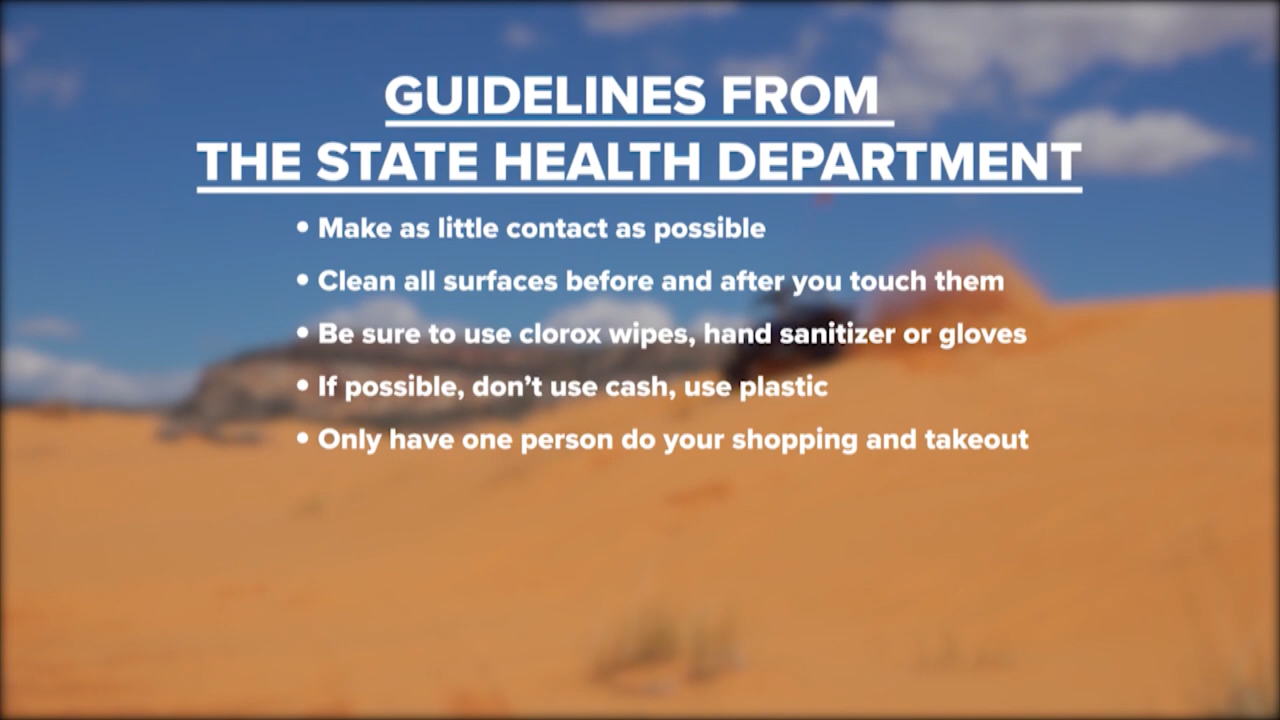 GUIDELINES FROM
THE STATE HEALTH DEPARTMENT
• Make as little contact as possible
• Clean all surfaces before and after you touch them
• Be sure to use clorox wipes, hand sanitizer or gloves
• If possible, don't use cash, use plastic
• Only have one person do your shopping and takeout